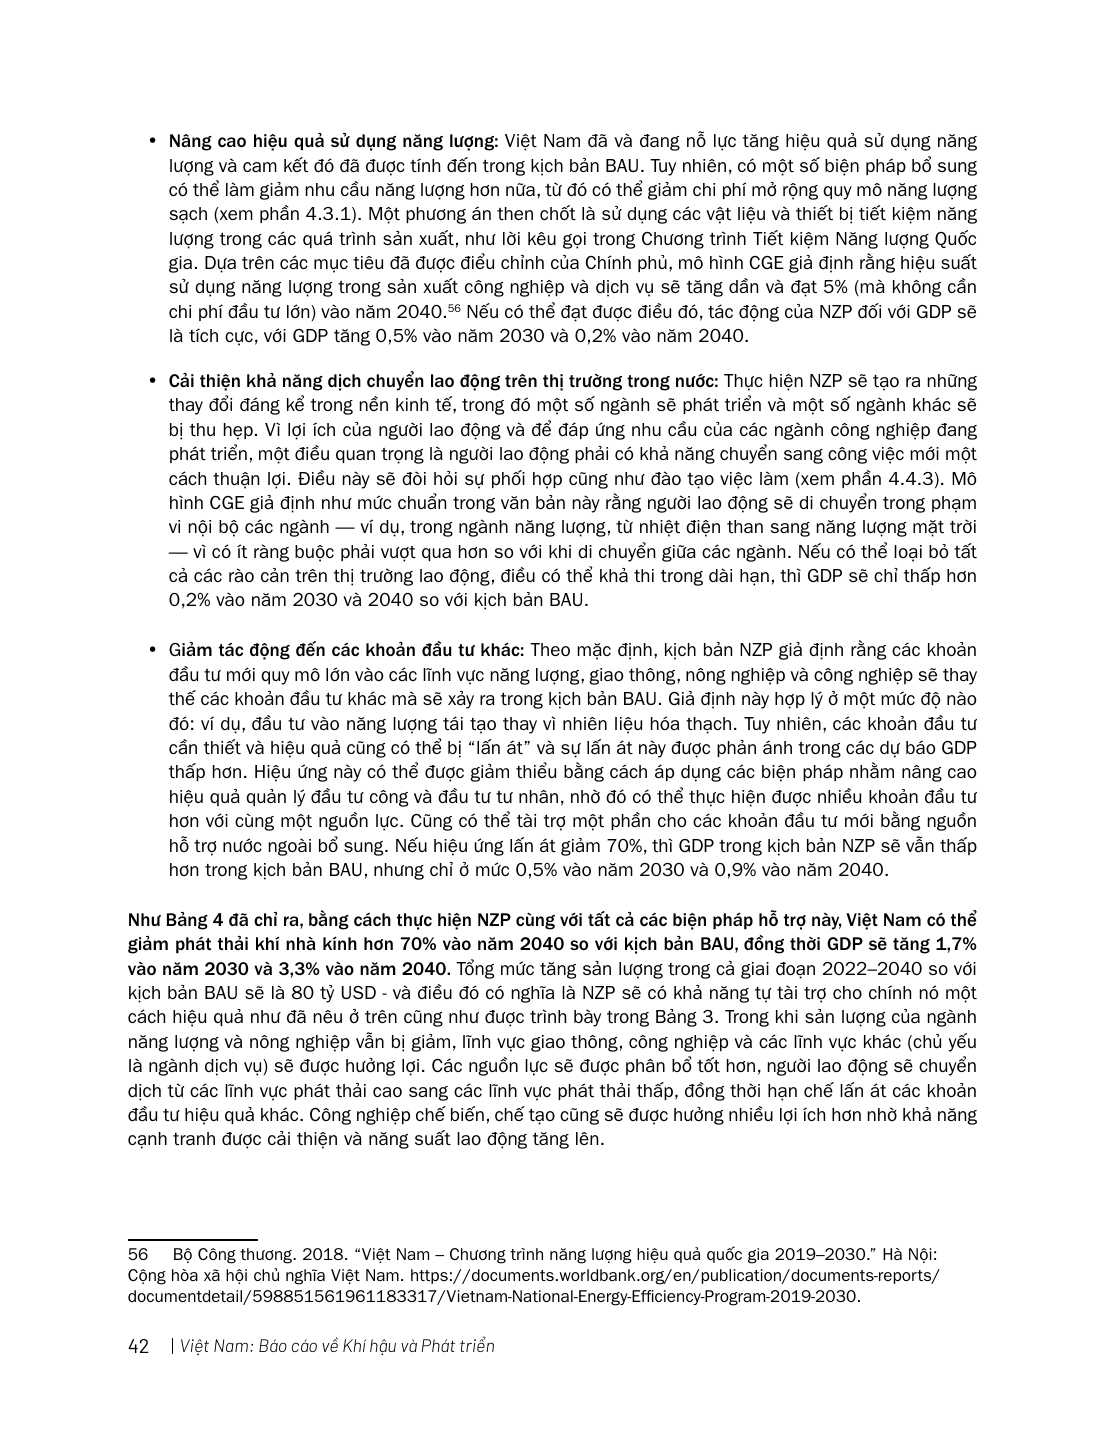 • Nâng cao hiệu quả sử dụng năng lượng: Việt Nam đã và đang nỗ lực tăng hiệu quả sử dụng năng
lượng và cam kết đó đã được tính đến trong kịch bản BAU. Tuy nhiên, có một số biện pháp bổ sung
có thể làm giảm nhu cầu năng lượng hơn nữa, từ đó có thể giảm chi phí mở rộng quy mô năng lượng
sạch (xem phần 4.3.1). Một phương án then chốt là sử dụng các vật liệu và thiết bị tiết kiệm năng
lượng trong các quá trình sản xuất, như lời kêu gọi trong Chương trình Tiết kiệm Năng lượng Quốc
gia. Dựa trên các mục tiêu đã được điều chỉnh của Chính phủ, mô hình CGE giả định rằng hiệu suất
sử dụng năng lượng trong sản xuất công nghiệp và dịch vụ sẽ tăng dần và đạt 5% (mà không cần
chi phí đầu tư lớn) vào năm 2040.⁵⁶ Nếu có thể đạt được điều đó, tác động của NZP đối với GDP sẽ
là tích cực, với GDP tăng 0,5% vào năm 2030 và 0,2% vào năm 2040.
• Cải thiện khả năng dịch chuyển lao động trên thị trường trong nước: Thực hiện NZP sẽ tạo ra những
thay đổi đáng kể trong nền kinh tế, trong đó một số ngành sẽ phát triển và một số ngành khác sẽ
bị thu hẹp. Vì lợi ích của người lao động và để đáp ứng nhu cầu của các ngành công nghiệp đang
phát triển, một điều quan trọng là người lao động phải có khả năng chuyển sang công việc mới một
cách thuận lợi. Điều này sẽ đòi hỏi sự phối hợp cũng như đào tạo việc làm (xem phần 4.4.3). Mô
hình CGE giả định như mức chuẩn trong văn bản này rằng người lao động sẽ di chuyển trong phạm
vi nội bộ các ngành — ví dụ, trong ngành năng lượng, từ nhiệt điện than sang năng lượng mặt trời
— vì có ít ràng buộc phải vượt qua hơn so với khi di chuyển giữa các ngành. Nếu có thể loại bỏ tất
cả các rào cản trên thị trường lao động, điều có thể khả thi trong dài hạn, thì GDP sẽ chỉ thấp hơn
0,2% vào năm 2030 và 2040 so với kịch bản BAU.
• Giảm tác động đến các khoản đầu tư khác: Theo mặc định, kịch bản NZP giả định rằng các khoản
đầu tư mới quy mô lớn vào các lĩnh vực năng lượng, giao thông, nông nghiệp và công nghiệp sẽ thay
thế các khoản đầu tư khác mà sẽ xảy ra trong kịch bản BAU. Giả định này hợp lý ở một mức độ nào
đó: ví dụ, đầu tư vào năng lượng tái tạo thay vì nhiên liệu hóa thạch. Tuy nhiên, các khoản đầu tư
cần thiết và hiệu quả cũng có thể bị “lấn át” và sự lấn át này được phản ánh trong các dự báo GDP
thấp hơn. Hiệu ứng này có thể được giảm thiểu bằng cách áp dụng các biện pháp nhằm nâng cao
hiệu quả quản lý đầu tư công và đầu tư tư nhân, nhờ đó có thể thực hiện được nhiều khoản đầu tư
hơn với cùng một nguồn lực. Cũng có thể tài trợ một phần cho các khoản đầu tư mới bằng nguồn
hỗ trợ nước ngoài bổ sung. Nếu hiệu ứng lấn át giảm 70%, thì GDP trong kịch bản NZP sẽ vẫn thấp
hơn trong kịch bản BAU, nhưng chỉ ở mức 0,5% vào năm 2030 và 0,9% vào năm 2040.
Như Bảng 4 đã chỉ ra, bằng cách thực hiện NZP cùng với tất cả các biện pháp hỗ trợ này, Việt Nam có thể
giảm phát thải khí nhà kính hơn 70% vào năm 2040 so với kịch bản BAU, đồng thời GDP sẽ tăng 1,7%
vào năm 2030 và 3,3% vào năm 2040. Tổng mức tăng sản lượng trong cả giai đoạn 2022–2040 so với
kịch bản BAU sẽ là 80 tỷ USD - và điều đó có nghĩa là NZP sẽ có khả năng tự tài trợ cho chính nó một
cách hiệu quả như đã nêu ở trên cũng như được trình bày trong Bảng 3. Trong khi sản lượng của ngành
năng lượng và nông nghiệp vẫn bị giảm, lĩnh vực giao thông, công nghiệp và các lĩnh vực khác (chủ yếu
là ngành dịch vụ) sẽ được hưởng lợi. Các nguồn lực sẽ được phân bổ tốt hơn, người lao động sẽ chuyển
dịch từ các lĩnh vực phát thải cao sang các lĩnh vực phát thải thấp, đồng thời hạn chế lấn át các khoản
đầu tư hiệu quả khác. Công nghiệp chế biến, chế tạo cũng sẽ được hưởng nhiều lợi ích hơn nhờ khả năng
cạnh tranh được cải thiện và năng suất lao động tăng lên.
56 Bộ Công thương. 2018. “Việt Nam – Chương trình năng lượng hiệu quả quốc gia 2019–2030.” Hà Nội:
Cộng hòa xã hội chủ nghĩa Việt Nam. https://documents.worldbank.org/en/publication/documents-reports/
documentdetail/598851561961183317/Vietnam-National-Energy-Efficiency-Program-2019-2030.
42 | Việt Nam: Báo cáo về Khí hậu và Phát triển